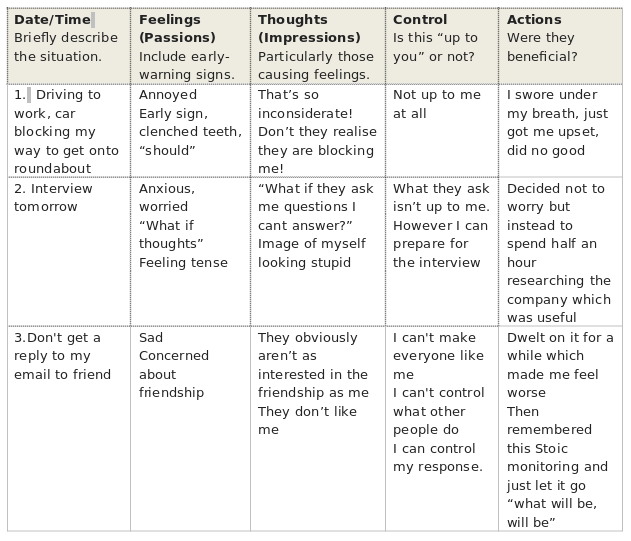 Date/Time
Briefly describe
the situation.
Feelings
(Passions)
Include early-
warning signs.
Thoughts
(Impressions)
Particularly those
causing feelings.
Control
Is this “up to
you” or not?
Actions
Were they
beneficial?
1. Driving to
work, car
blocking my
way to get onto
roundabout
Annoyed
Early sign,
clenched teeth,
“should”
That’s so
inconsiderate!
Don’t they realise
they are blocking
me!
Not up to me
at all
I swore under
my breath, just
got me upset,
did no good
2. Interview
tomorrow
Anxious,
worried
“What if
thoughts”
Feeling tense
“What if they ask
me questions I
cant answer?”
Image of myself
looking stupid
What they ask
isn’t up to me.
However I can
prepare for
the interview
Decided not to
worry but
instead to
spend half an
hour
researching the
company which
was useful
3.Don't get a
reply to my
email to friend
Sad
Concerned
about
friendship
They obviously
aren’t as
interested in the
friendship as me
They don’t like
me
I can't make
everyone like
me
I can't control
what other
people do
I can control
my response.
Dwelt on it for a
while which
made me feel
worse
Then
remembered
this Stoic
monitoring and
just let it go
“what will be,
will be”